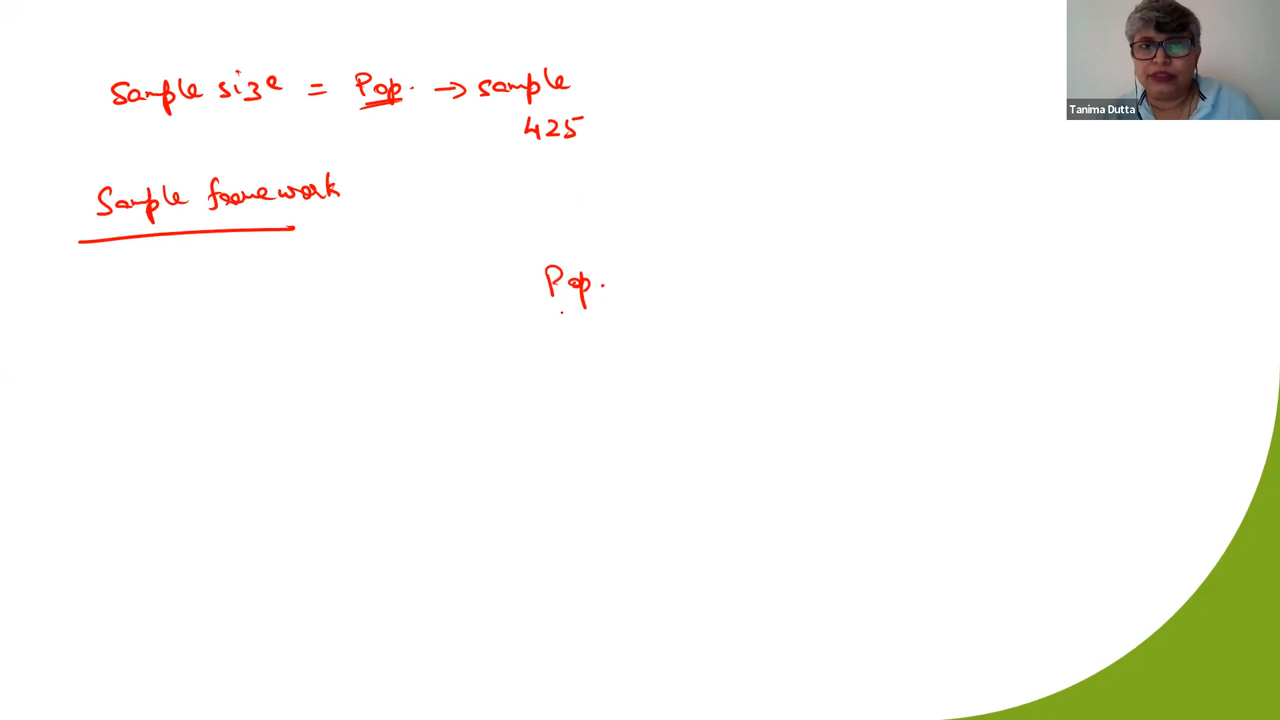 Sample size = Pop. → sample
425
Sample framework
Pop.
Tanima Dutta